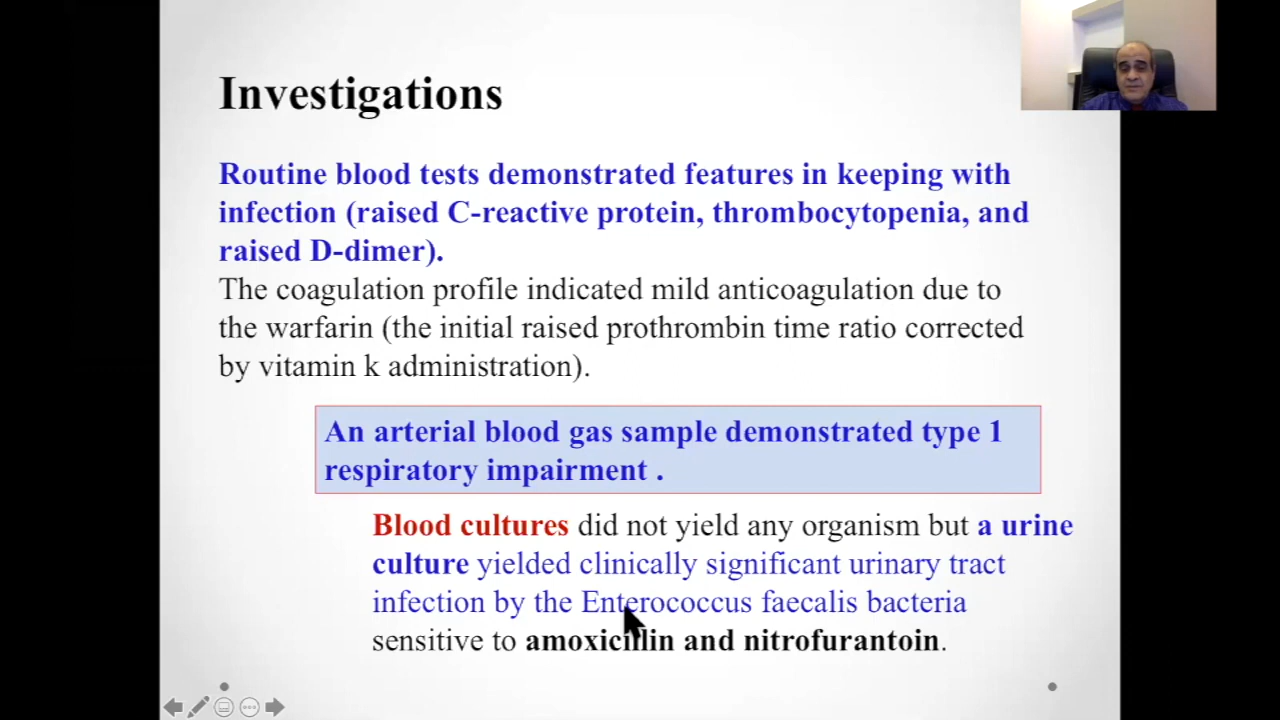 Investigations
Routine blood tests demonstrated features in keeping with
infection (raised C-reactive protein, thrombocytopenia, and
raised D-dimer).
The coagulation profile indicated mild anticoagulation due to
the warfarin (the initial raised prothrombin time ratio corrected
by vitamin k administration).
An arterial blood gas sample demonstrated type 1
respiratory impairment .
Blood cultures did not yield any organism but a urine
culture yielded clinically significant urinary tract
infection by the Enterococcus faecalis bacteria
sensitive to amoxicillin and nitrofurantoin.